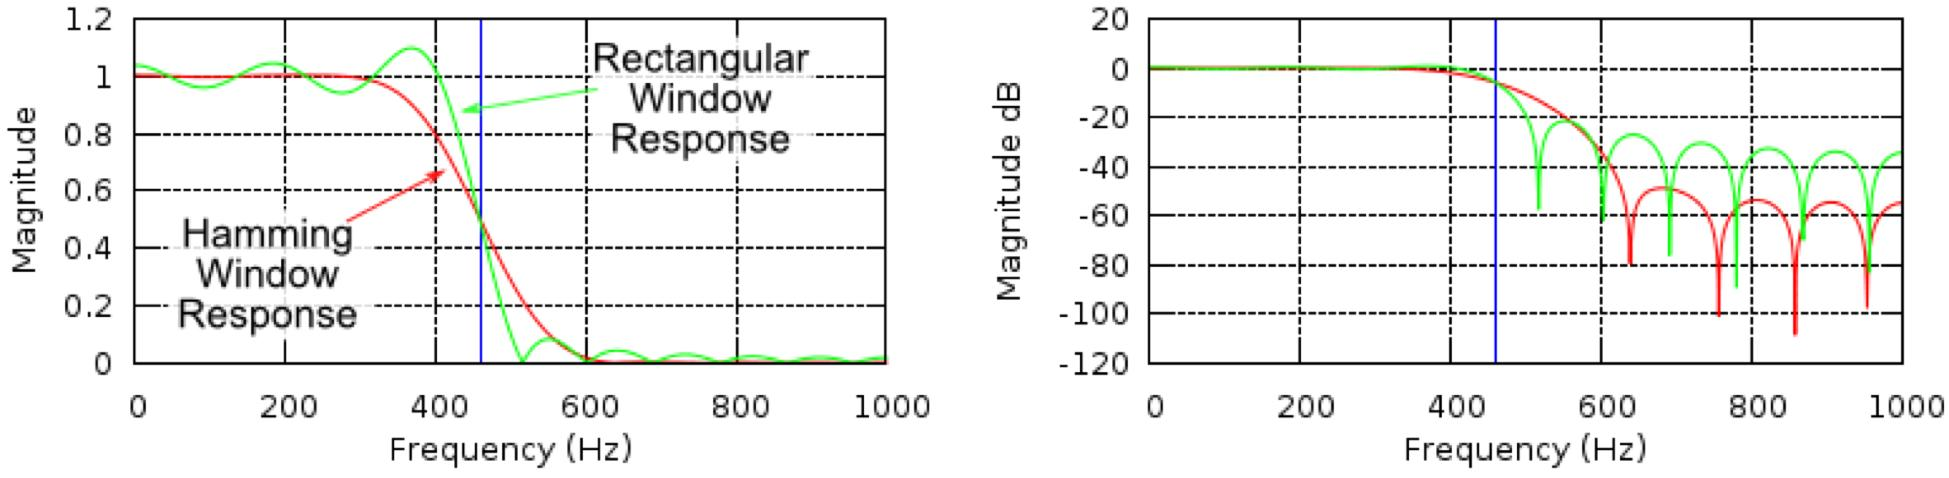 1.2
1
0.8
0.6
0.4
0.2
0
Magnitude
Rectangular
Window
Response
Hamming
Window
Response
0 200 400 600 800 1000
Frequency (Hz)
20
0
-20
-40
-60
-80
-100
-120
Magnitude dB
0 200 400 600 800 1000
Frequency (Hz)